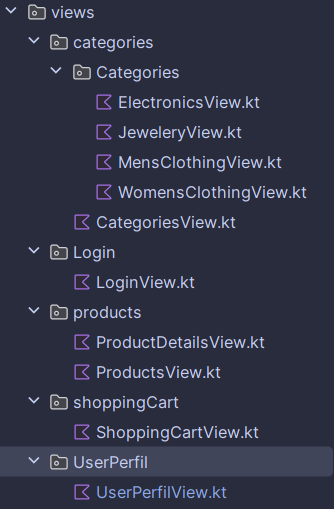 views
categories
Categories
ElectronicsView.kt
JeweleryView.kt
MensClothingView.kt
WomensClothingView.kt
CategoriesView.kt
Login
LoginView.kt
products
ProductDetailsView.kt
ProductsView.kt
shoppingCart
ShoppingCartView.kt
UserPerfil
UserPerfilView.kt